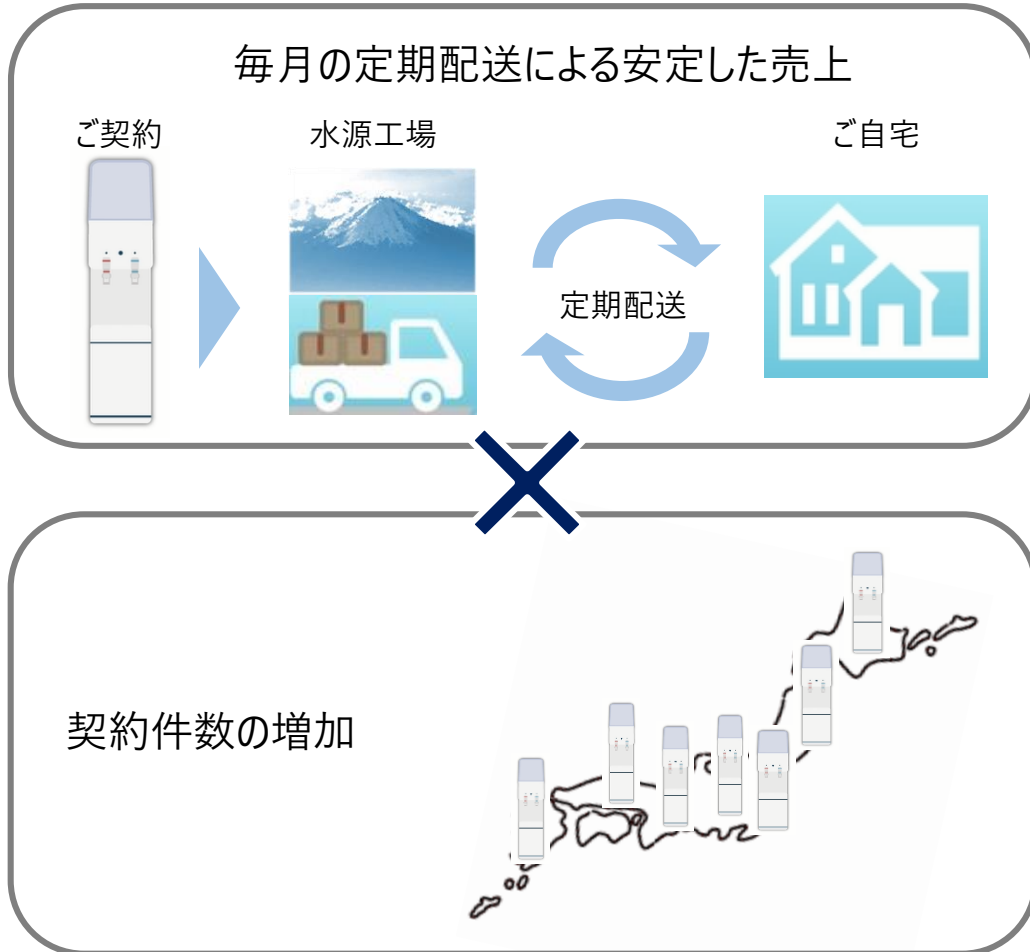 毎月の定期配送による安定した売上
ご契約
水源工場
ご自宅
定期配送
契約件数の増加